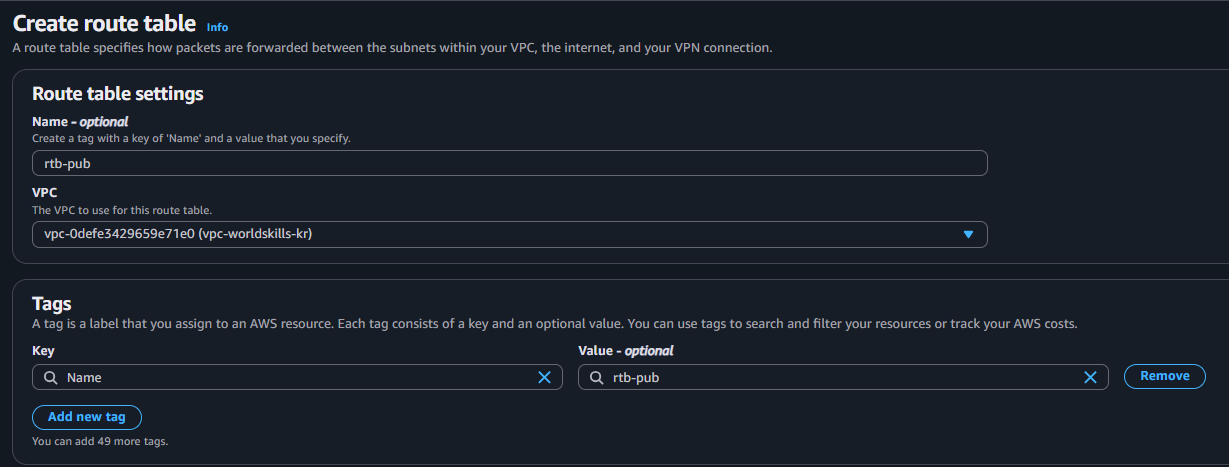 Create route table Info
A route table specifies how packets are forwarded between the subnets within your VPC, the internet, and your VPN connection.
Route table settings
Name - optional
Create a tag with a key of 'Name' and a value that you specify.
rtb-pub
VPC
The VPC to use for this route table.
vpc-0defe3429659e71e0 (vpc-worldskills-kr)
Tags
A tag is a label that you assign to an AWS resource. Each tag consists of a key and an optional value. You can use tags to search and filter your resources or track your AWS costs.
Key Value - optional
Name rtb-pub Remove
Add new tag
You can add 49 more tags.